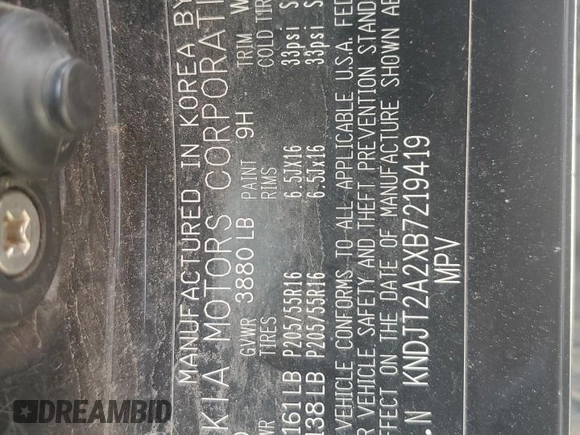 MANUFACTURED IN KOREA BY
KIA MOTORS CORPORATI
GVWR 3880 LB PAINT 9H TRIM W
WR TIRES RIMS COLD TIR
161 LB P205/55R16 6.5JX16 33psi S
138 LB P205/55R16 6.5Jx16 33psi S
VEHICLE CONFORMS TO ALL APPLICABLE U.S.A. FED
R VEHICLE SAFETY AND THEFT PREVENTION STAND
EFFECT ON THE DATE OF MANUFACTURE SHOWN AB
.N KNDJT2A2XB7219419
MPV
DREAMBID